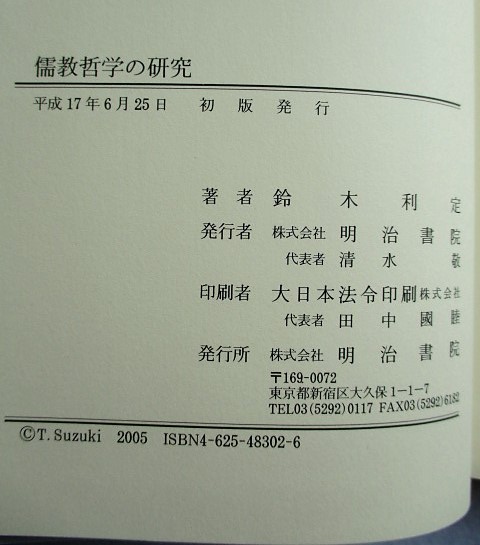 儒教哲学の研究
平成17年6月25日 初版発行
著者 鈴木利定
発行者 株式会社 明治書院
代表者 清水敬
印刷者 大日本法令印刷株式会社
代表者 田中國睦
発行所 株式会社 明治書院
〒169-0072
東京都新宿区大久保1-1-7
TEL03(5292)0117 FAX03(5292)6182
©T. Suzuki 2005 ISBN4-625-48302-6